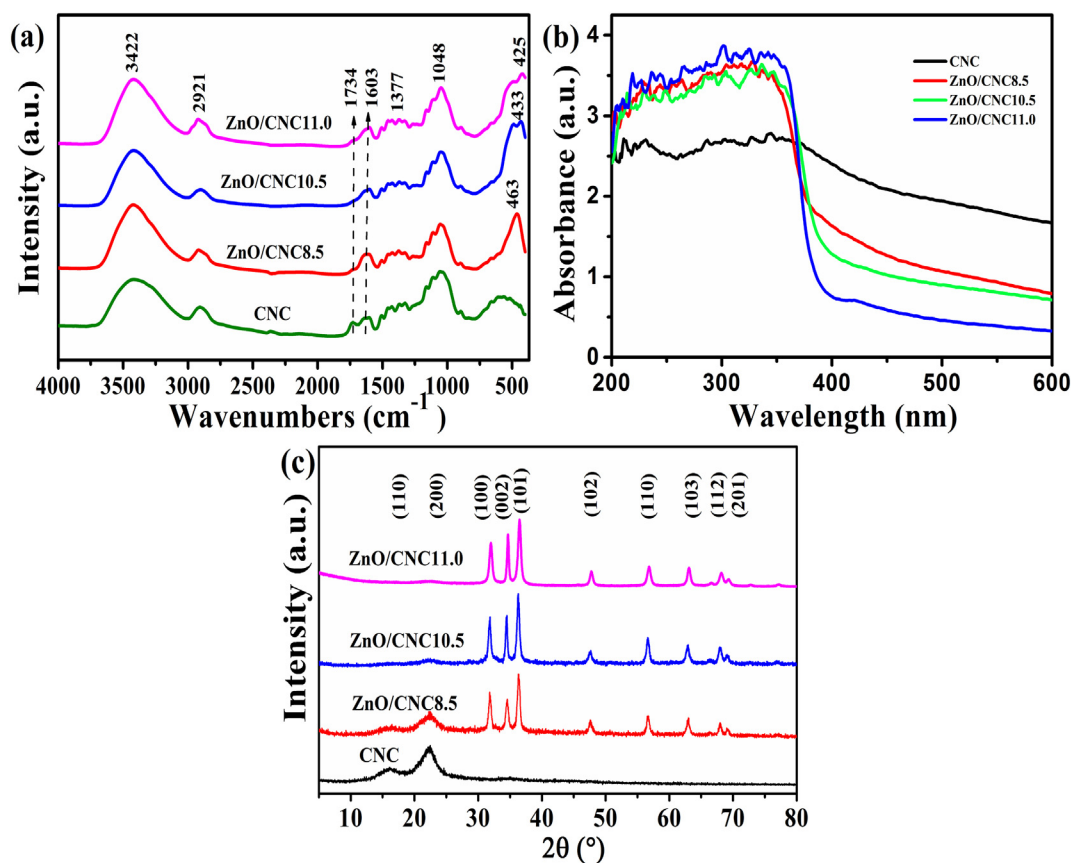 (a)
3422
2921
1734
1603
1377
1048
425
433
463
ZnO/CNC11.0
ZnO/CNC10.5
ZnO/CNC8.5
CNC
Intensity (a.u.)
4000 3500 3000 2500 2000 1500 1000 500
Wavenumbers (cm⁻¹)
(b)
CNC
ZnO/CNC8.5
ZnO/CNC10.5
ZnO/CNC11.0
Absorbance (a.u.)
4
3
2
1
0
200 300 400 500 600
Wavelength (nm)
(c)
(110)
(200)
(100)
(002)
(101)
(102)
(110)
(103)
(112)
(201)
ZnO/CNC11.0
ZnO/CNC10.5
ZnO/CNC8.5
CNC
Intensity (a.u.)
10 20 30 40 50 60 70 80
2θ (°)